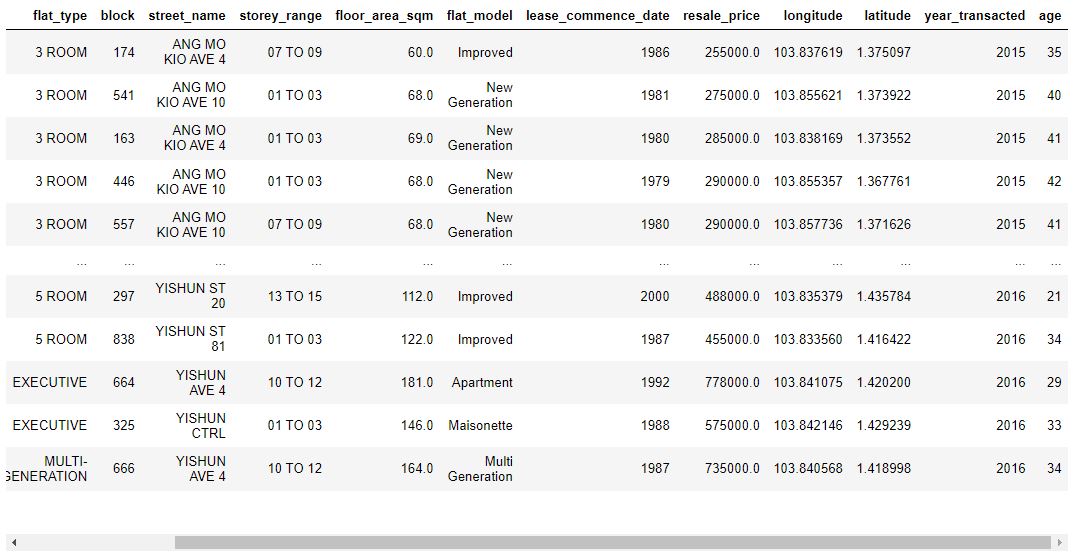 flat_type block street_name storey_range floor_area_sqm flat_model lease_commence_date resale_price longitude latitude year_transacted age
3 ROOM 174 ANG MO KIO AVE 4 07 TO 09 60.0 Improved 1986 255000.0 103.837619 1.375097 2015 35
3 ROOM 541 ANG MO KIO AVE 10 01 TO 03 68.0 New Generation 1981 275000.0 103.855621 1.373922 2015 40
3 ROOM 163 ANG MO KIO AVE 4 01 TO 03 69.0 New Generation 1980 285000.0 103.838169 1.373552 2015 41
3 ROOM 446 ANG MO KIO AVE 10 01 TO 03 68.0 New Generation 1979 290000.0 103.855357 1.367761 2015 42
3 ROOM 557 ANG MO KIO AVE 10 07 TO 09 68.0 New Generation 1980 290000.0 103.857736 1.371626 2015 41
... ... ... ... ... ... ... ... ... ... ... ...
5 ROOM 297 YISHUN ST 20 13 TO 15 112.0 Improved 2000 488000.0 103.835379 1.435784 2016 21
5 ROOM 838 YISHUN ST 81 01 TO 03 122.0 Improved 1987 455000.0 103.833560 1.416422 2016 34
EXECUTIVE 664 YISHUN AVE 4 10 TO 12 181.0 Apartment 1992 778000.0 103.841075 1.420200 2016 29
EXECUTIVE 325 YISHUN CTRL 01 TO 03 146.0 Maisonette 1988 575000.0 103.842146 1.429239 2016 33
MULTI-GENERATION 666 YISHUN AVE 4 10 TO 12 164.0 Multi Generation 1987 735000.0 103.840568 1.418998 2016 34